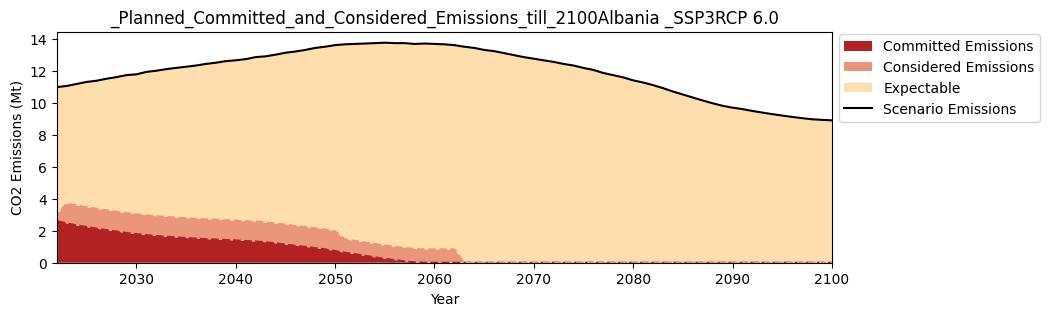 _Planned_Committed_and_Considered_Emissions_till_2100Albania _SSP3RCP 6.0
14
12
10
8
6
4
2
0
CO2 Emissions (Mt)
2030 2040 2050 2060 2070 2080 2090 2100
Year
Committed Emissions
Considered Emissions
Expectable
Scenario Emissions